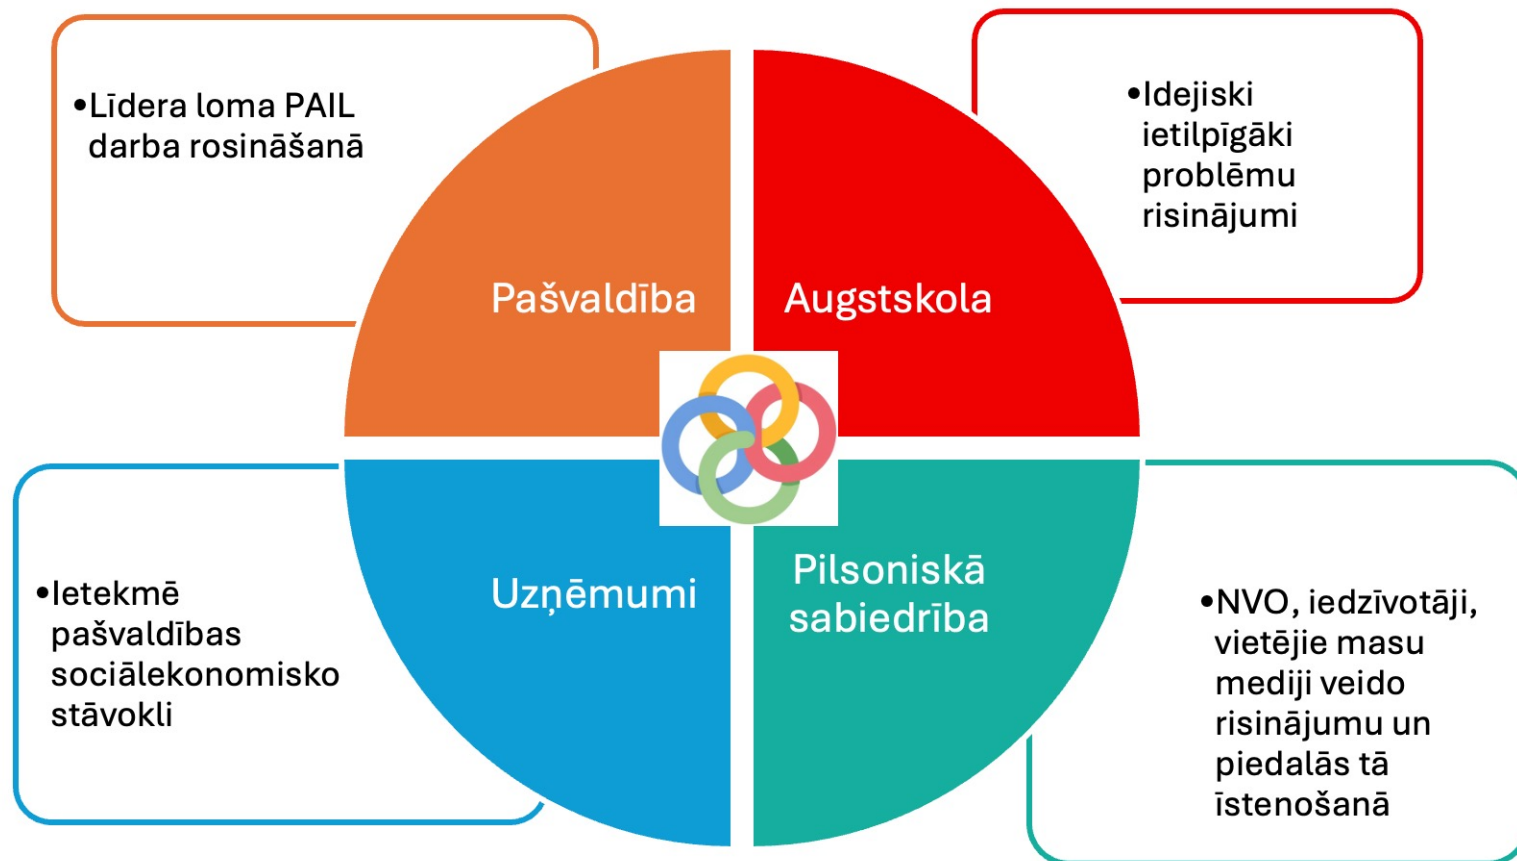 •Līdera loma PAIL
darba rosināšanā
•Idejiski
ietilpīgāki
problēmu
risinājumi
Pašvaldība
Augstskola
Uzņēmumi
Pilsoniskā
sabiedrība
•Ietekmē
pašvaldības
sociālekonomisko
stāvokli
•NVO, iedzīvotāji,
vietējie masu
mediji veido
risinājumu un
piedalās tā
īstenošanā